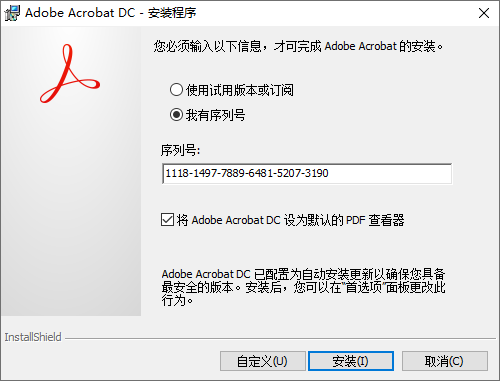 Adobe Acrobat DC - 安装程序
您必须输入以下信息，才可完成 Adobe Acrobat 的安装。
使用试用版本或订阅
我有序列号
序列号:
1118-1497-7889-6481-5207-3190
将 Adobe Acrobat DC 设为默认的 PDF 查看器
Adobe Acrobat DC 已配置为自动安装更新以确保您具备
最安全的版本。安装后，您可以在“首选项”面板更改此
行为。
InstallShield
自定义(U)
安装(I)
取消(C)